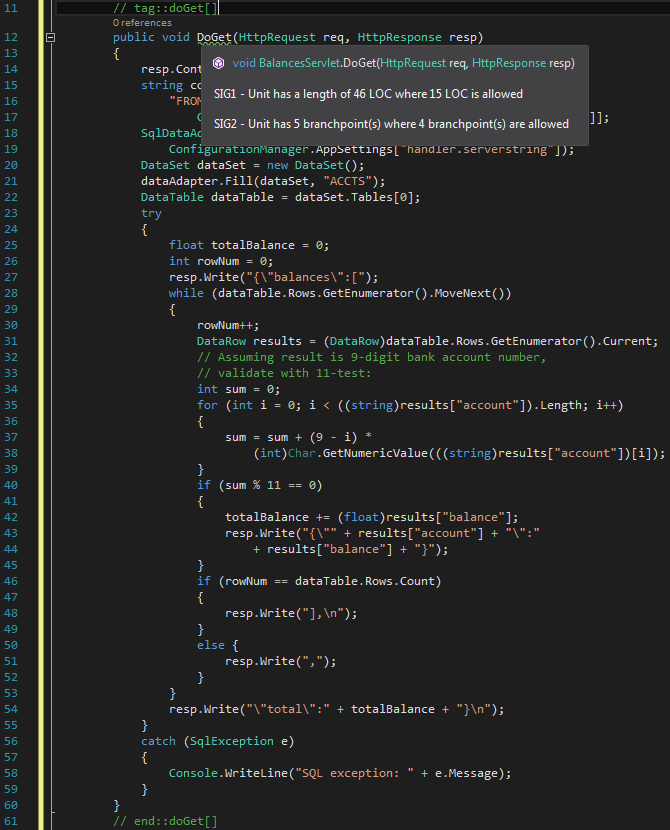 11 // tag::doGet[]
0 references
12 public void DoGet(HttpRequest req, HttpResponse resp)
13 {
void BalancesServlet.DoGet(HttpRequest req, HttpResponse resp)
14 resp.Cont
15 string co
SIG1 - Unit has a length of 46 LOC where 15 LOC is allowed
16 "FROM
17 ]];
SIG2 - Unit has 5 branchpoint(s) where 4 branchpoint(s) are allowed
18 SqlDataAd
19 ConfigurationManager.AppSettings["handler.serverstring"]);
20 DataSet dataSet = new DataSet();
21 dataAdapter.Fill(dataSet, "ACCTS");
22 DataTable dataTable = dataSet.Tables[0];
23 try
24 {
25 float totalBalance = 0;
26 int rowNum = 0;
27 resp.Write("{\"balances\":[");
28 while (dataTable.Rows.GetEnumerator().MoveNext())
29 {
30 rowNum++;
31 DataRow results = (DataRow)dataTable.Rows.GetEnumerator().Current;
32 // Assuming result is 9-digit bank account number,
33 // validate with 11-test:
34 int sum = 0;
35 for (int i = 0; i < ((string)results["account"]).Length; i++)
36 {
37 sum = sum + (9 - i) *
38 (int)Char.GetNumericValue(((string)results["account"])[i]);
39 }
40 if (sum % 11 == 0)
41 {
42 totalBalance += (float)results["balance"];
43 resp.Write("{\"" + results["account"] + "\":"
44 + results["balance"] + "}");
45 }
46 if (rowNum == dataTable.Rows.Count)
47 {
48 resp.Write("],\n");
49 }
50 else {
51 resp.Write(",");
52 }
53 }
54 resp.Write("\"total\":" + totalBalance + "}\n");
55 }
56 catch (SqlException e)
57 {
58 Console.WriteLine("SQL exception: " + e.Message);
59 }
60 }
61 // end::doGet[]